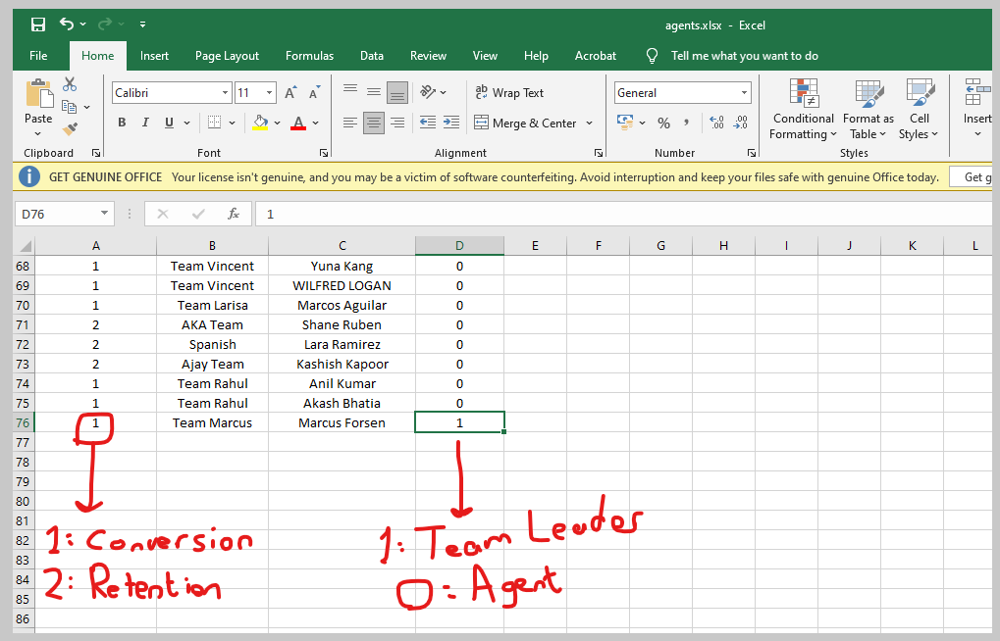 agents.xlsx - Excel
File Home Insert Page Layout Formulas Data Review View Help Acrobat Tell me what you want to do
Calibri 11 A A ab Wrap Text General
Paste B I U A Merge & Center % , Conditional Formatting Format as Table Cell Styles Insert
Clipboard Font Alignment Number Styles
GET GENUINE OFFICE Your license isn't genuine, and you may be a victim of software counterfeiting. Avoid interruption and keep your files safe with genuine Office today. Get g
D76 fx 1
A B C D E F G H I J K L
68 1 Team Vincent Yuna Kang 0
69 1 Team Vincent WILFRED LOGAN 0
70 1 Team Larisa Marcos Aguilar 0
71 2 AKA Team Shane Ruben 0
72 2 Spanish Lara Ramirez 0
73 2 Ajay Team Kashish Kapoor 0
74 1 Team Rahul Anil Kumar 0
75 1 Team Rahul Akash Bhatia 0
76 1 Team Marcus Marcus Forsen 1
77
78
79
80
81
82
83
84
85
86
1: Conversion
2: Retention
1: Team Leader
0: Agent